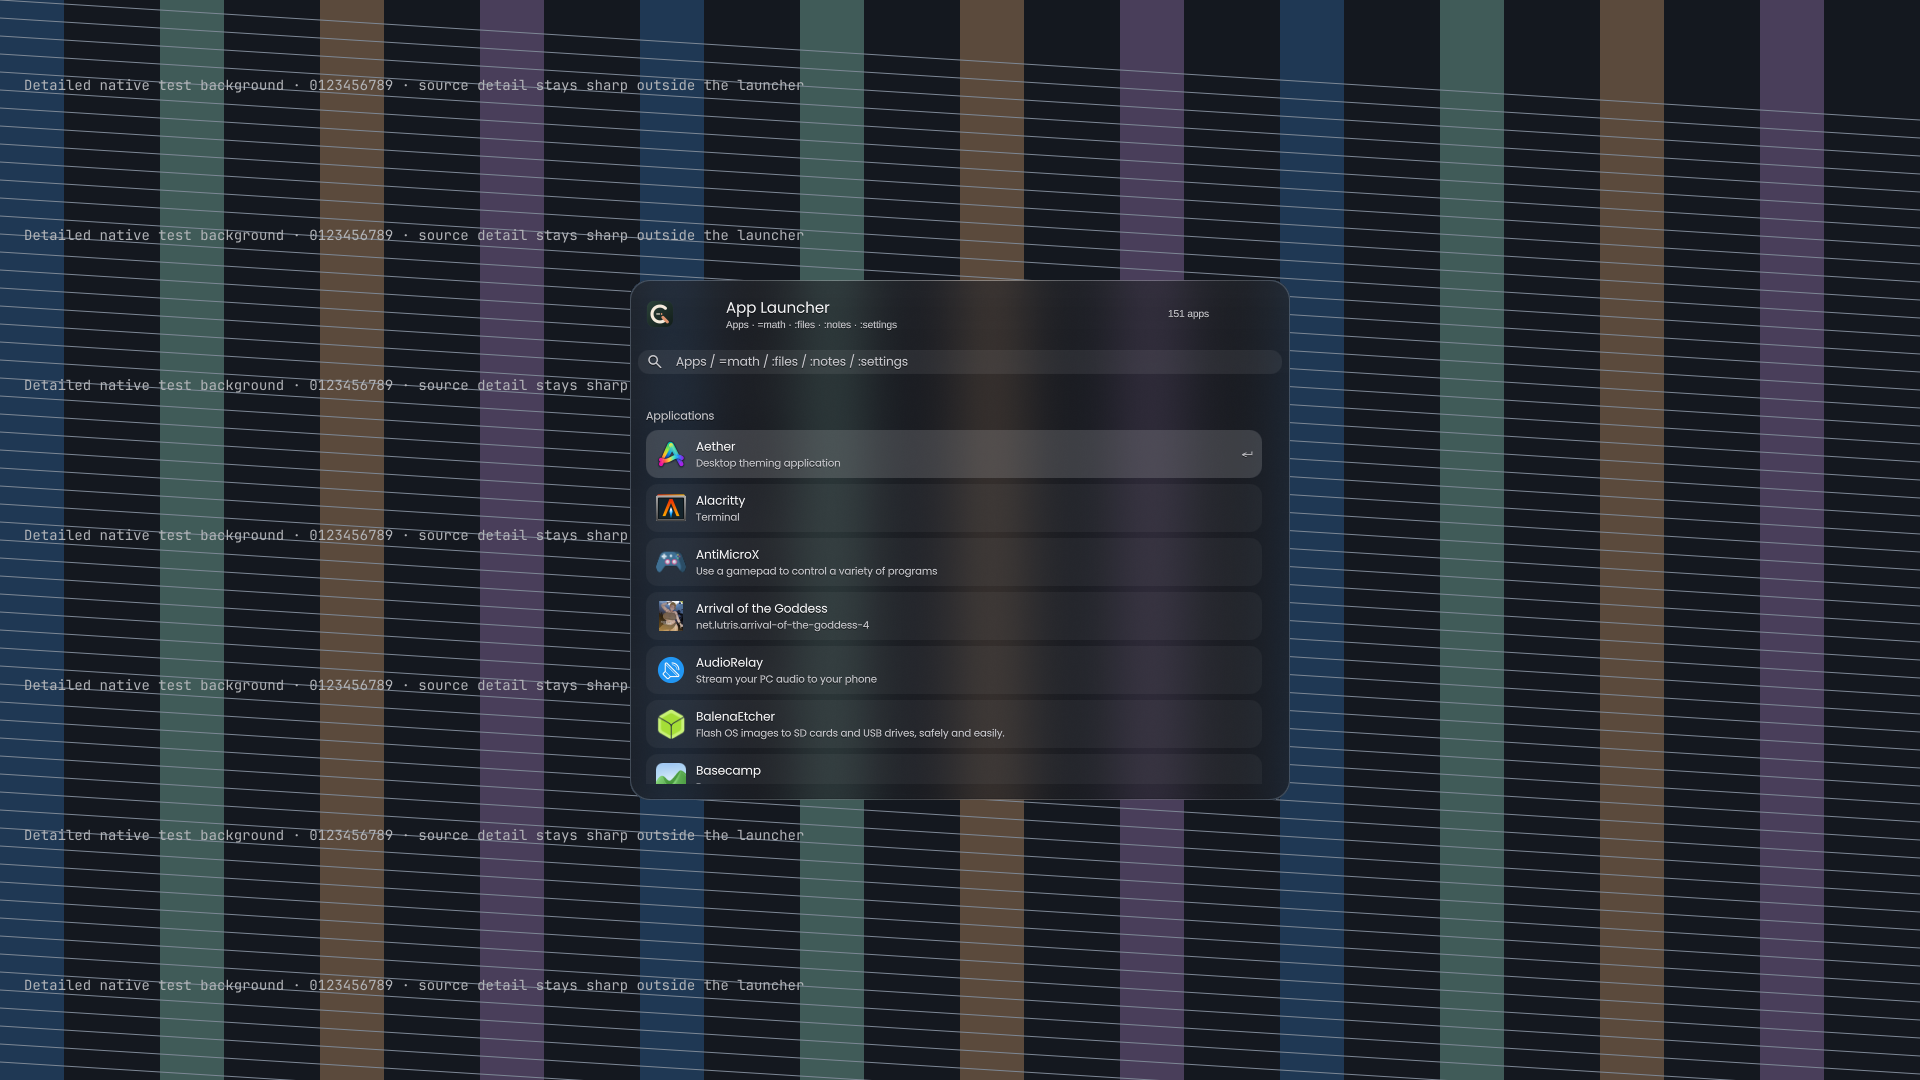 Detailed native test background · 0123456789 · source detail stays sharp outside the launcher
Detailed native test background · 0123456789 · source detail stays sharp outside the launcher
App Launcher
Apps · =math · :files · :notes · :settings
151 apps
Apps / =math / :files / :notes / :settings
Detailed native test background · 0123456789 · source detail stays sharp
Applications
Aether
Desktop theming application
Alacritty
Terminal
Detailed native test background · 0123456789 · source detail stays sharp
AntiMicroX
Use a gamepad to control a variety of programs
Arrival of the Goddess
net.lutris.arrival-of-the-goddess-4
AudioRelay
Stream your PC audio to your phone
Detailed native test background · 0123456789 · source detail stays sharp
BalenaEtcher
Flash OS images to SD cards and USB drives, safely and easily.
Basecamp
Detailed native test background · 0123456789 · source detail stays sharp outside the launcher
Detailed native test background · 0123456789 · source detail stays sharp outside the launcher